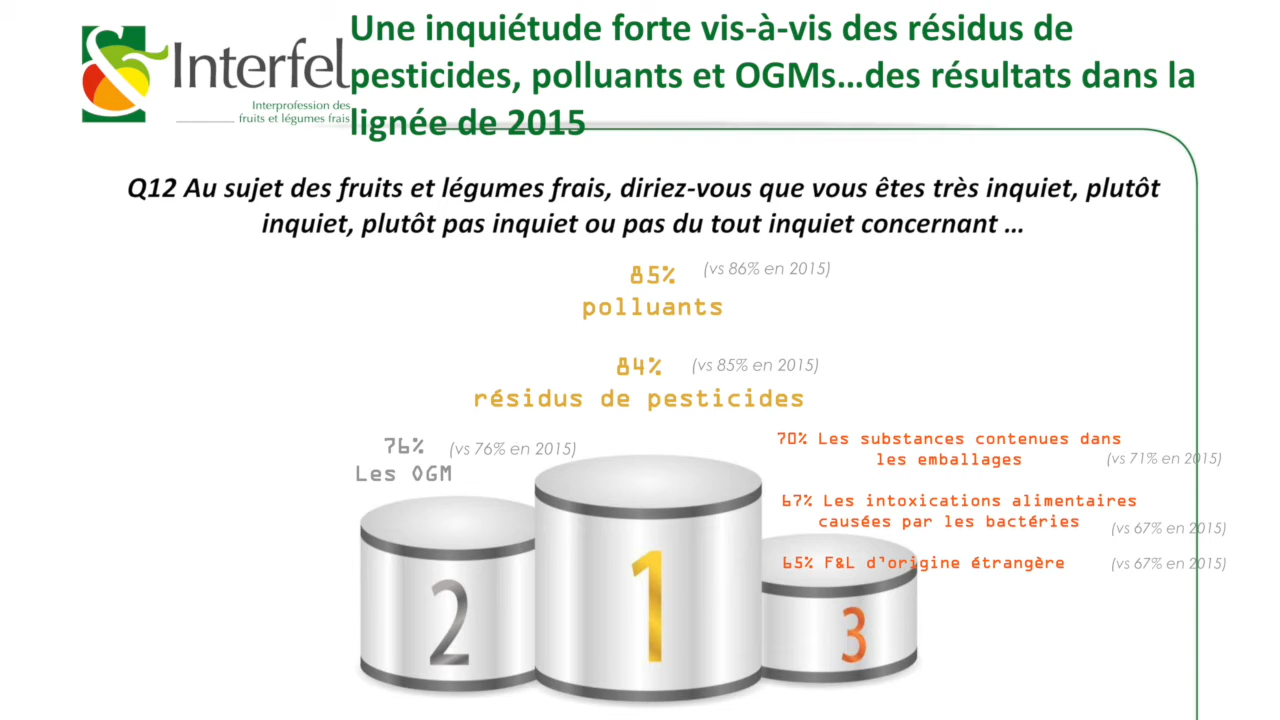 Une inquiétude forte vis-à-vis des résidus de
pesticides, polluants et OGMs...des résultats dans la
lignée de 2015
Interfel
Interprofession des
fruits et légumes frais
Q12 Au sujet des fruits et légumes frais, diriez-vous que vous êtes très inquiet, plutôt
inquiet, plutôt pas inquiet ou pas du tout inquiet concernant ...
85% (vs 86% en 2015)
polluants
84% (vs 85% en 2015)
résidus de pesticides
76% (vs 76% en 2015)
Les OGM
70% Les substances contenues dans
les emballages (vs 71% en 2015)
67% Les intoxications alimentaires
causées par les bactéries (vs 67% en 2015)
65% F&L d'origine étrangère (vs 67% en 2015)
2
1
3